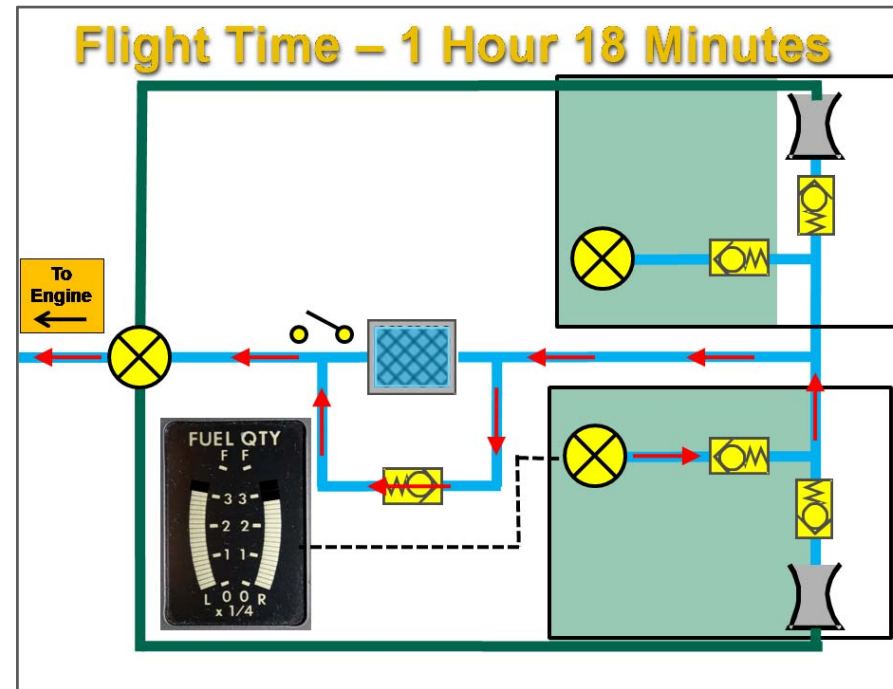 Flight Time – 1 Hour 18 Minutes
To
Engine
FUEL QTY
F F
3 3
2 2
1 1
L 0 0 R
x 1/4